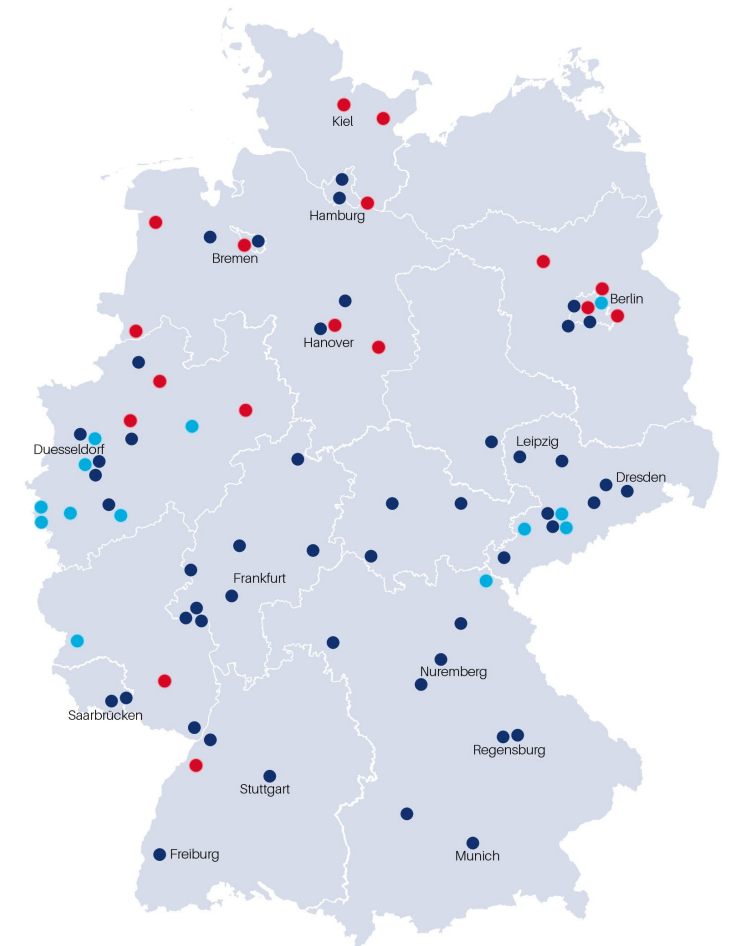 Kiel
Hamburg
Bremen
Berlin
Hanover
Leipzig
Duesseldorf
Dresden
Frankfurt
Nuremberg
Saarbrücken
Regensburg
Stuttgart
Freiburg
Munich